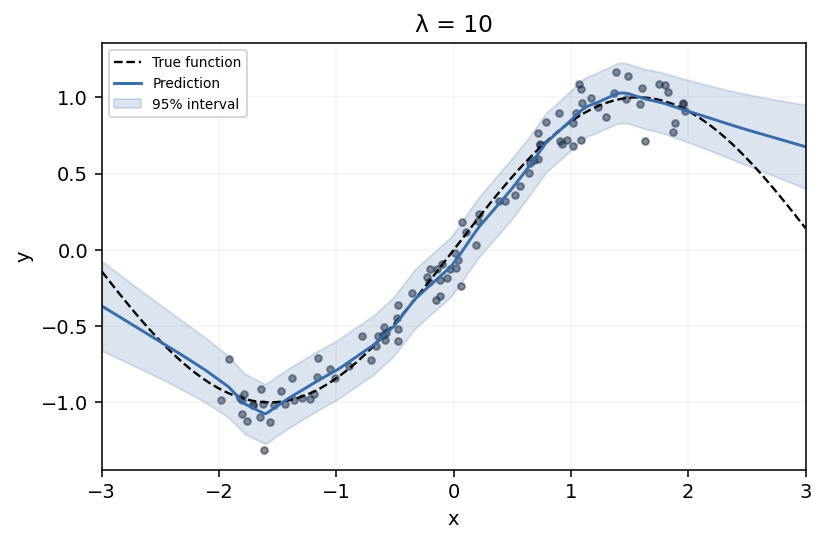 λ = 10
True function
Prediction
95% interval
y
1.0
0.5
0.0
−0.5
−1.0
−3 −2 −1 0 1 2 3
x